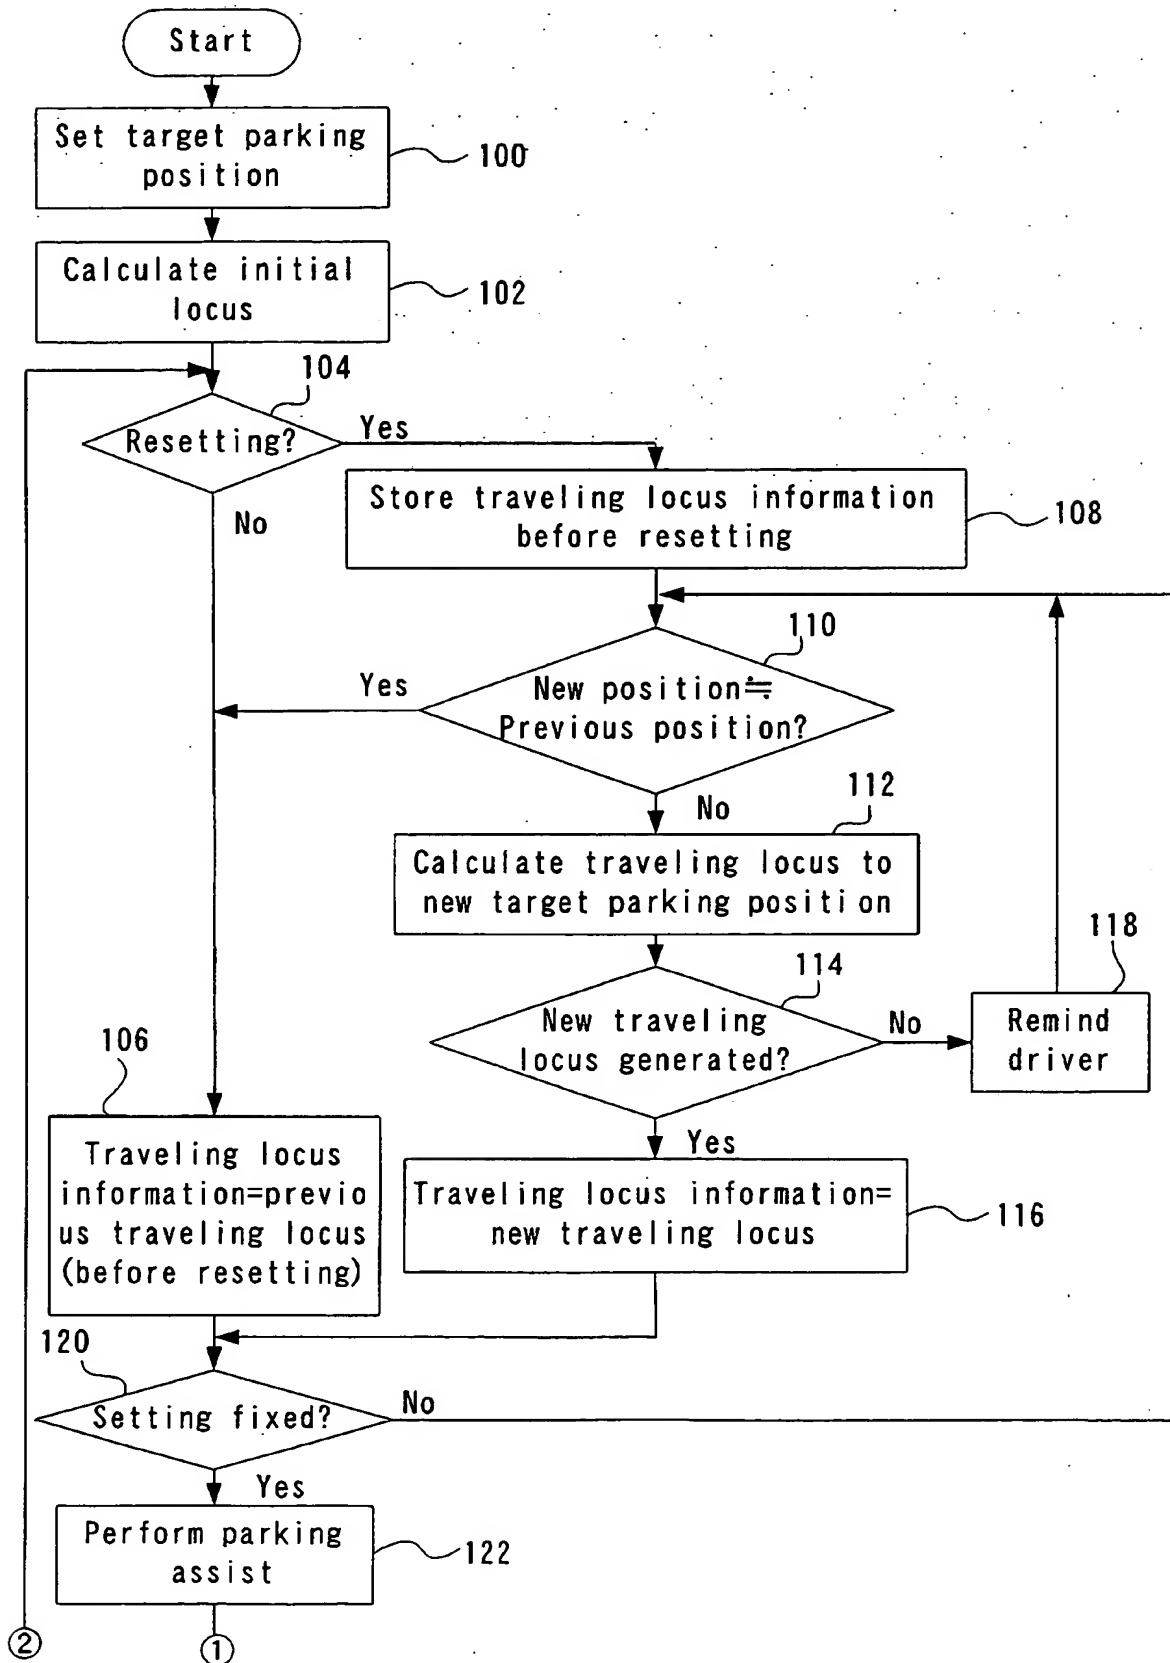 Start
Set target parking
position
100
Calculate initial
locus
102
104
Resetting?
Yes
No
Store traveling locus information
before resetting
108
110
New position≒
Previous position?
Yes
No
112
Calculate traveling locus to
new target parking position
114
New traveling
locus generated?
No
118
Remind
driver
Yes
106
Traveling locus
information=previo
us traveling locus
(before resetting)
Traveling locus information=
new traveling locus
116
120
Setting fixed?
No
Yes
Perform parking
assist
122
②
①